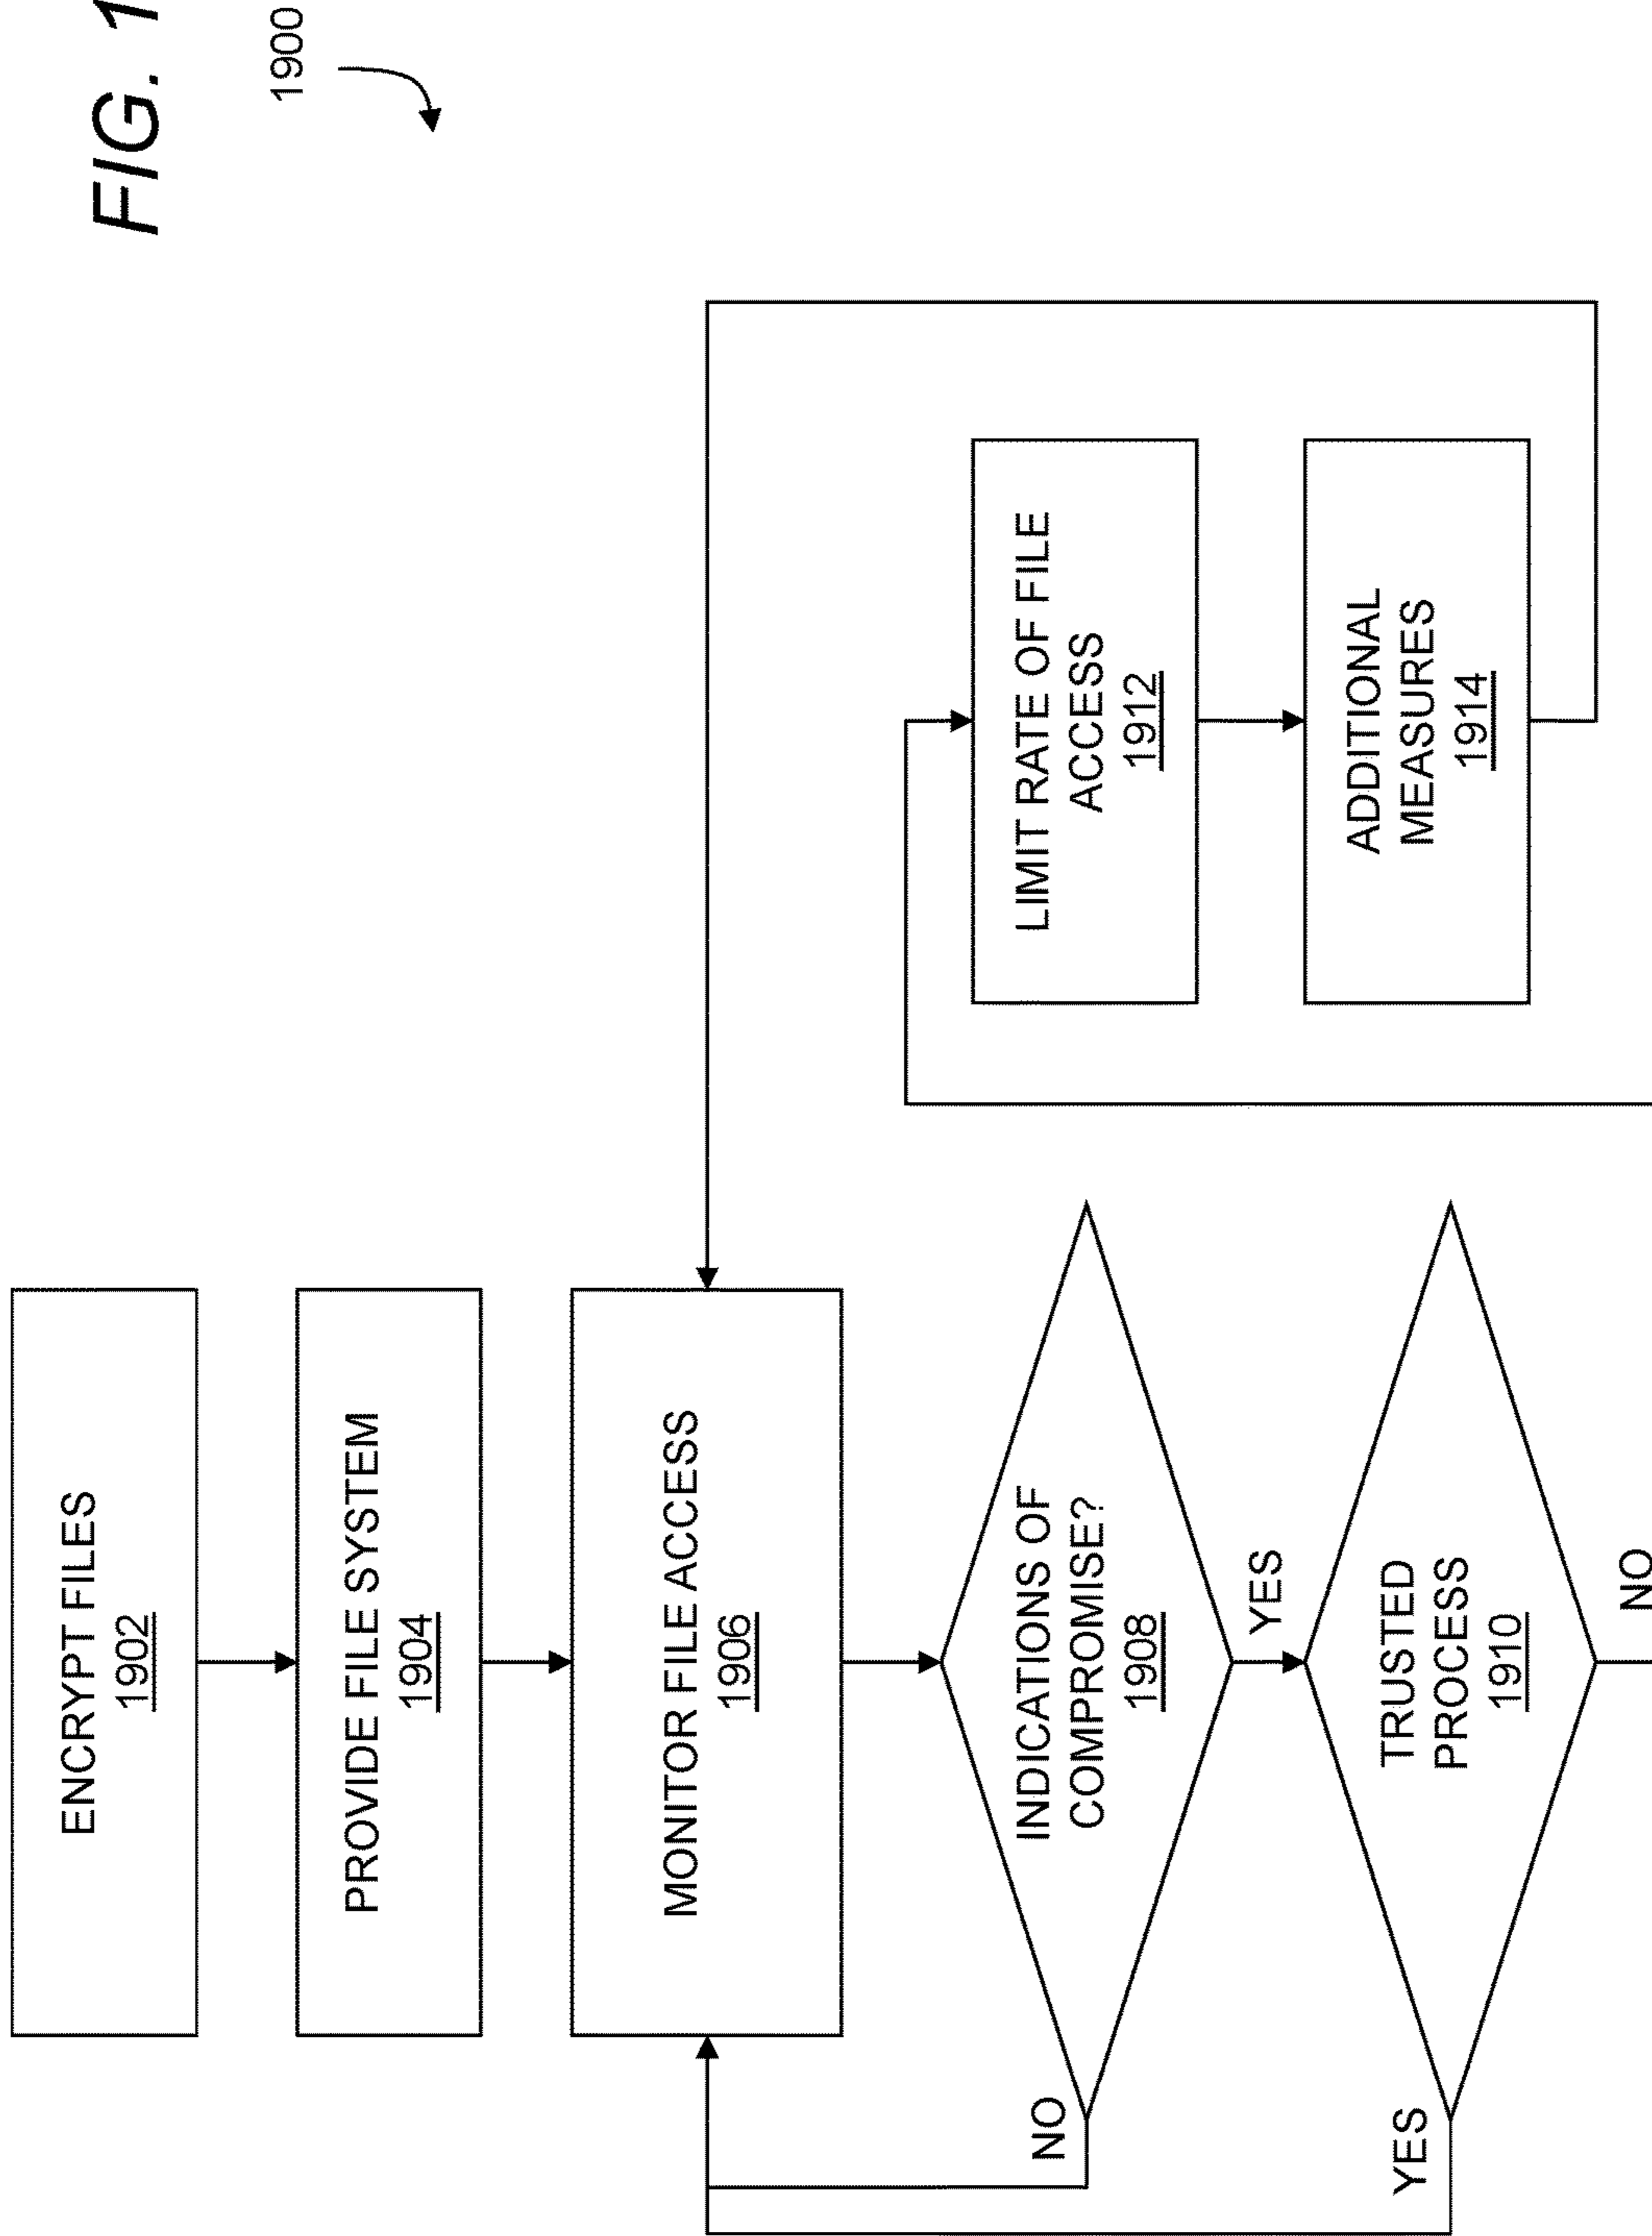 FIG. 1
1900
ENCRYPT FILES
1902
PROVIDE FILE SYSTEM
1904
MONITOR FILE ACCESS
1906
INDICATIONS OF
COMPROMISE?
1908
NO
YES
TRUSTED
PROCESS
1910
YES
NO
LIMIT RATE OF FILE
ACCESS
1912
ADDITIONAL
MEASURES
1914